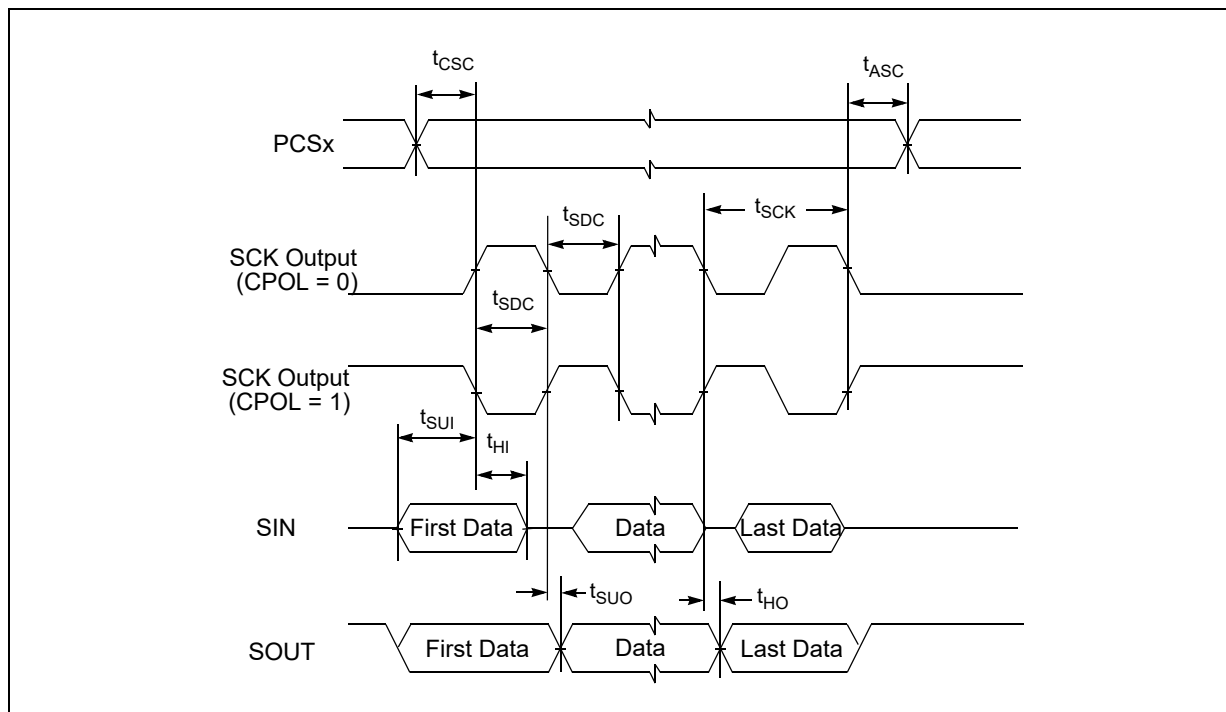 tCSC
tASC
PCSx
tSCK
tSDC
SCK Output
(CPOL = 0)
tSDC
SCK Output
(CPOL = 1)
tSUI
tHI
SIN
First Data
Data
Last Data
tSUO
tHO
SOUT
First Data
Data
Last Data